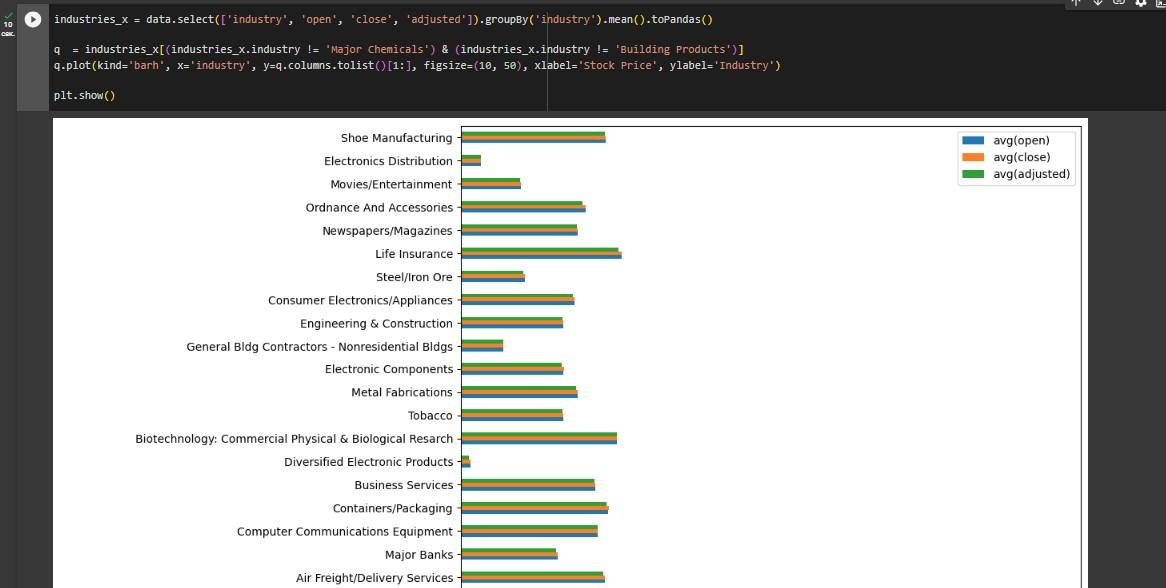 10
сек.
industries_x = data.select(['industry', 'open', 'close', 'adjusted']).groupBy('industry').mean().toPandas()
q  = industries_x[(industries_x.industry != 'Major Chemicals') & (industries_x.industry != 'Building Products')]
q.plot(kind='barh', x='industry', y=q.columns.tolist()[1:], figsize=(10, 50), xlabel='Stock Price', ylabel='Industry')
plt.show()
avg(open)
avg(close)
avg(adjusted)
Shoe Manufacturing
Electronics Distribution
Movies/Entertainment
Ordnance And Accessories
Newspapers/Magazines
Life Insurance
Steel/Iron Ore
Consumer Electronics/Appliances
Engineering & Construction
General Bldg Contractors - Nonresidential Bldgs
Electronic Components
Metal Fabrications
Tobacco
Biotechnology: Commercial Physical & Biological Resarch
Diversified Electronic Products
Business Services
Containers/Packaging
Computer Communications Equipment
Major Banks
Air Freight/Delivery Services